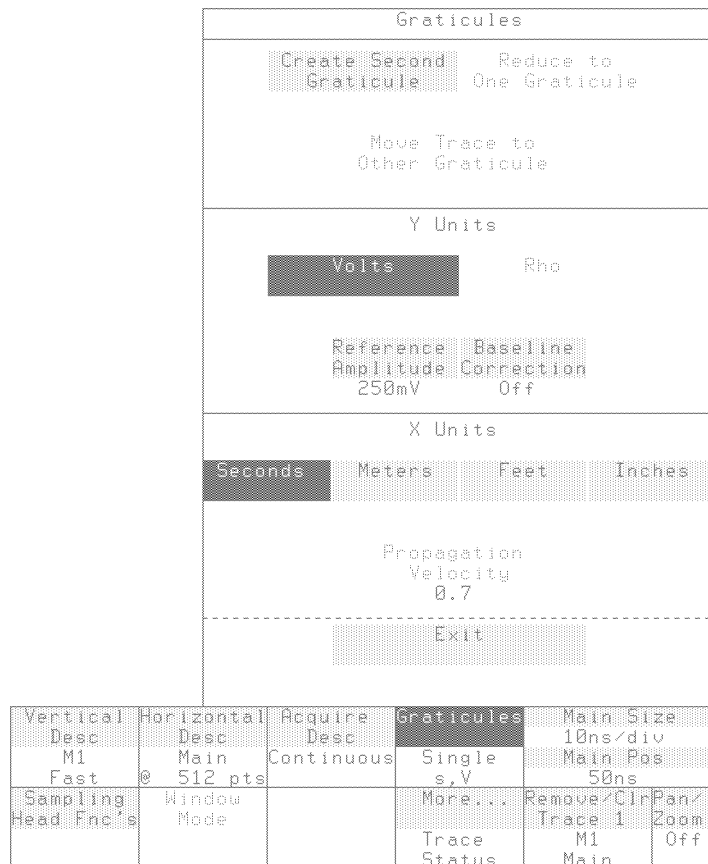 Graticules
Create Second Reduce to
Graticule One Graticule
Move Trace to
Other Graticule
Y Units
Volts Rho
Reference Baseline
Amplitude Correction
250mV Off
X Units
Seconds Meters Feet Inches
Propagation
Velocity
0.7
Exit
Vertical Horizontal Acquire Graticules Main Size
Desc Desc Desc 10ns/div
M1 Main Continuous Single Main Pos
Fast @ 512 pts s,V 50ns
Sampling Window More... Remove/Clr Pan/
Head Fnc's Mode Trace 1 Zoom
Trace M1 Off
Status Main